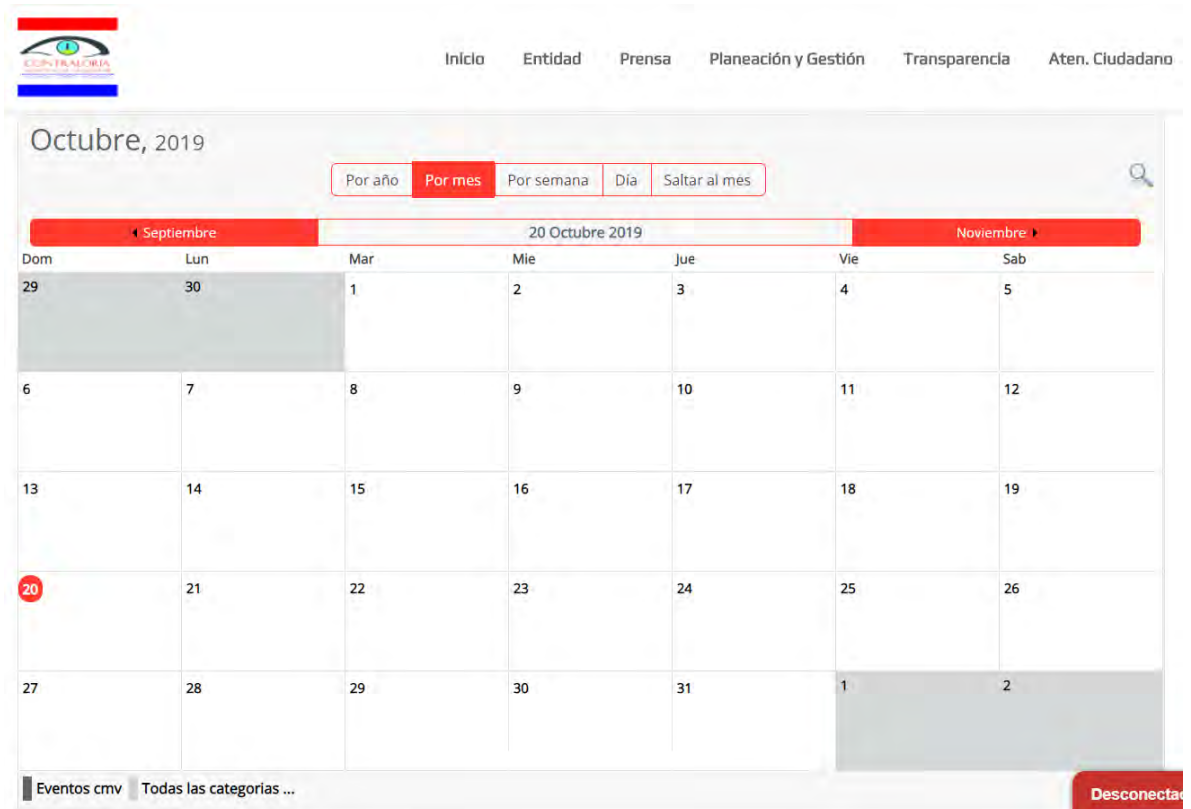 CONTRALORIA
Inicio Entidad Prensa Planeación y Gestión Transparencia Aten. Ciudadano
Octubre, 2019
Por año Por mes Por semana Día Saltar al mes
Septiembre 20 Octubre 2019 Noviembre
Dom Lun Mar Mie Jue Vie Sab
29 30 1 2 3 4 5
6 7 8 9 10 11 12
13 14 15 16 17 18 19
20 21 22 23 24 25 26
27 28 29 30 31 1 2
Eventos cmv Todas las categorias ...
Desconectad